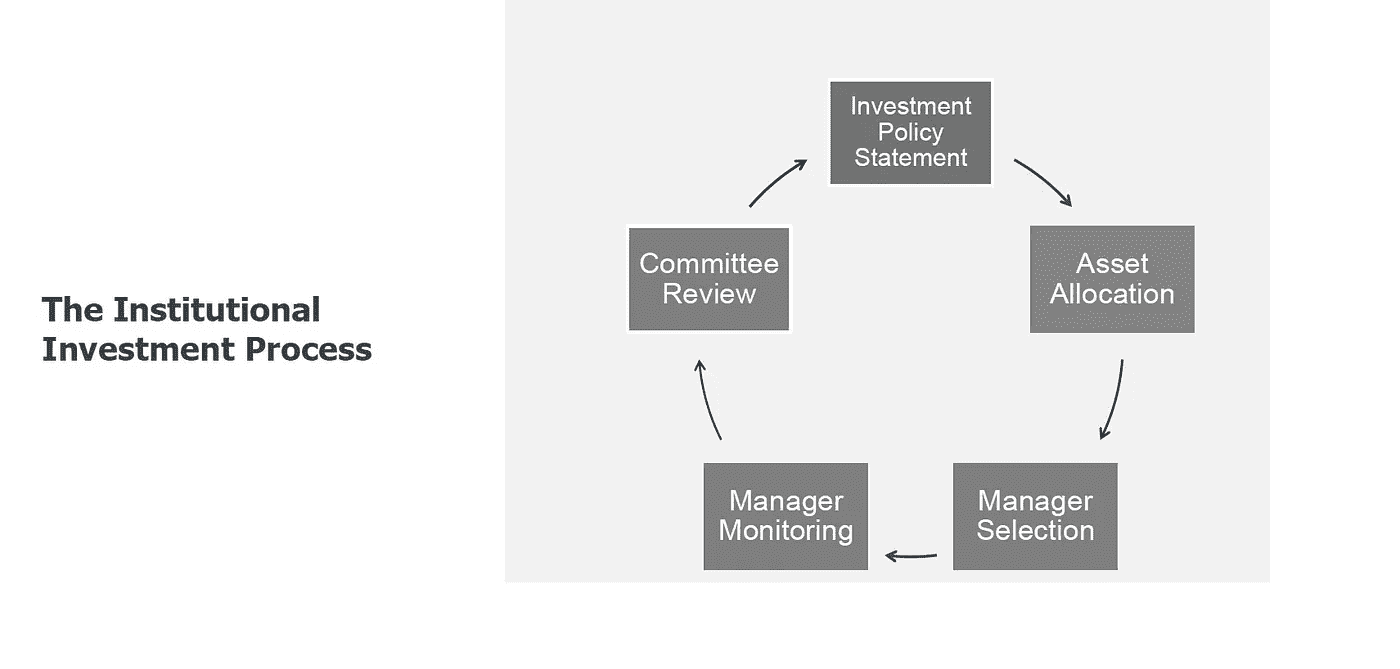 The Institutional
Investment Process
Investment
Policy
Statement
Asset
Allocation
Manager
Selection
Manager
Monitoring
Committee
Review